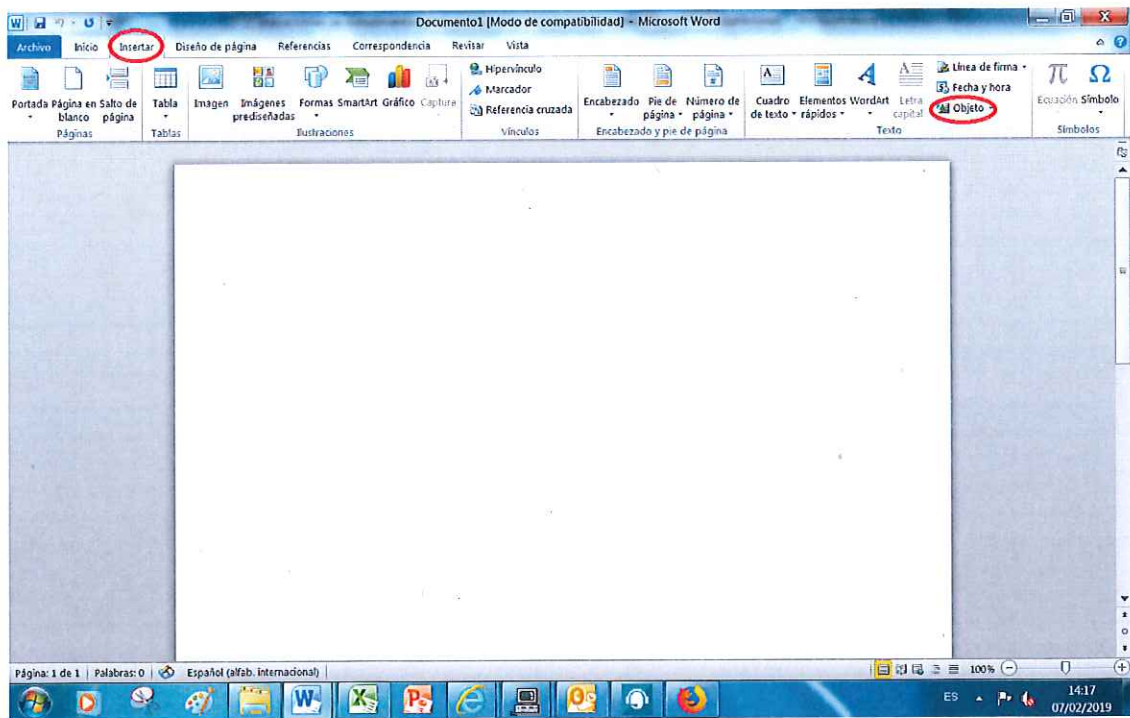 Documento1 [Modo de compatibilidad] - Microsoft Word
Archivo Inicio Insertar Diseño de página Referencias Correspondencia Revisar Vista
Portada Página en blanco Salto de página
Páginas
Tabla
Tablas
Imagen Imágenes prediseñadas Formas SmartArt Gráfico Captura
Ilustraciones
Hipervínculo
Marcador
Referencia cruzada
Vínculos
Encabezado Pie de página Número de página
Encabezado y pie de página
Cuadro de texto Elementos rápidos WordArt Letra capital
Línea de firma
Fecha y hora
Objeto
Texto
Ecuación Símbolo
Símbolos
Página: 1 de 1 Palabras: 0 Español (alfab. internacional) 100%
ES 14:17
07/02/2019